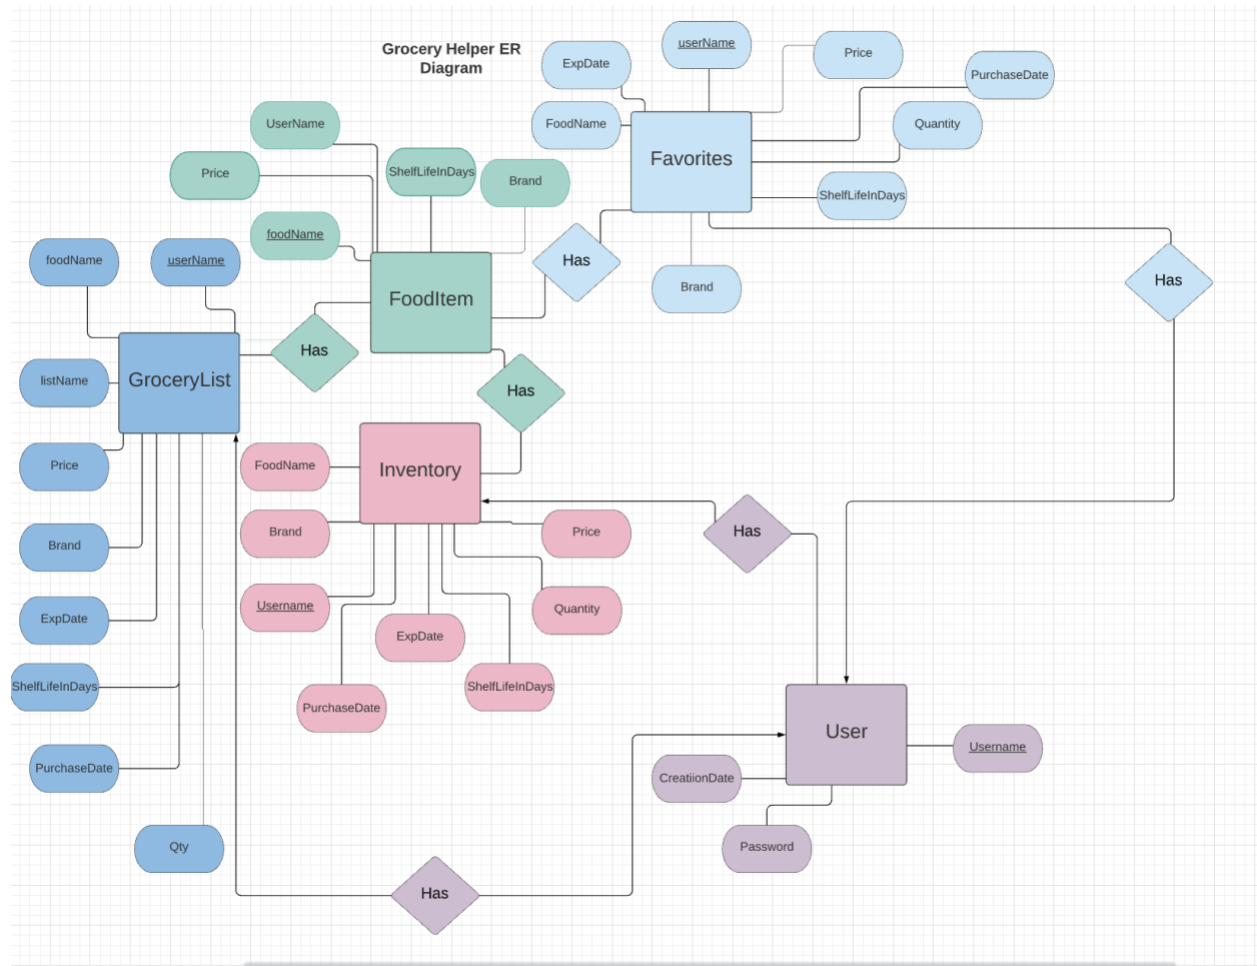 Grocery Helper ER
Diagram
userName
ExpDate
Price
PurchaseDate
FoodName
Quantity
Favorites
ShelfLifeInDays
Has
Brand
Has
UserName
Price
ShelfLifeInDays
Brand
foodName
FoodItem
Has
Has
foodName
userName
GroceryList
listName
Price
Brand
ExpDate
ShelfLifeInDays
PurchaseDate
Qty
FoodName
Inventory
Brand
Price
Username
Quantity
ExpDate
ShelfLifeInDays
PurchaseDate
Has
User
Username
CreatiionDate
Password
Has